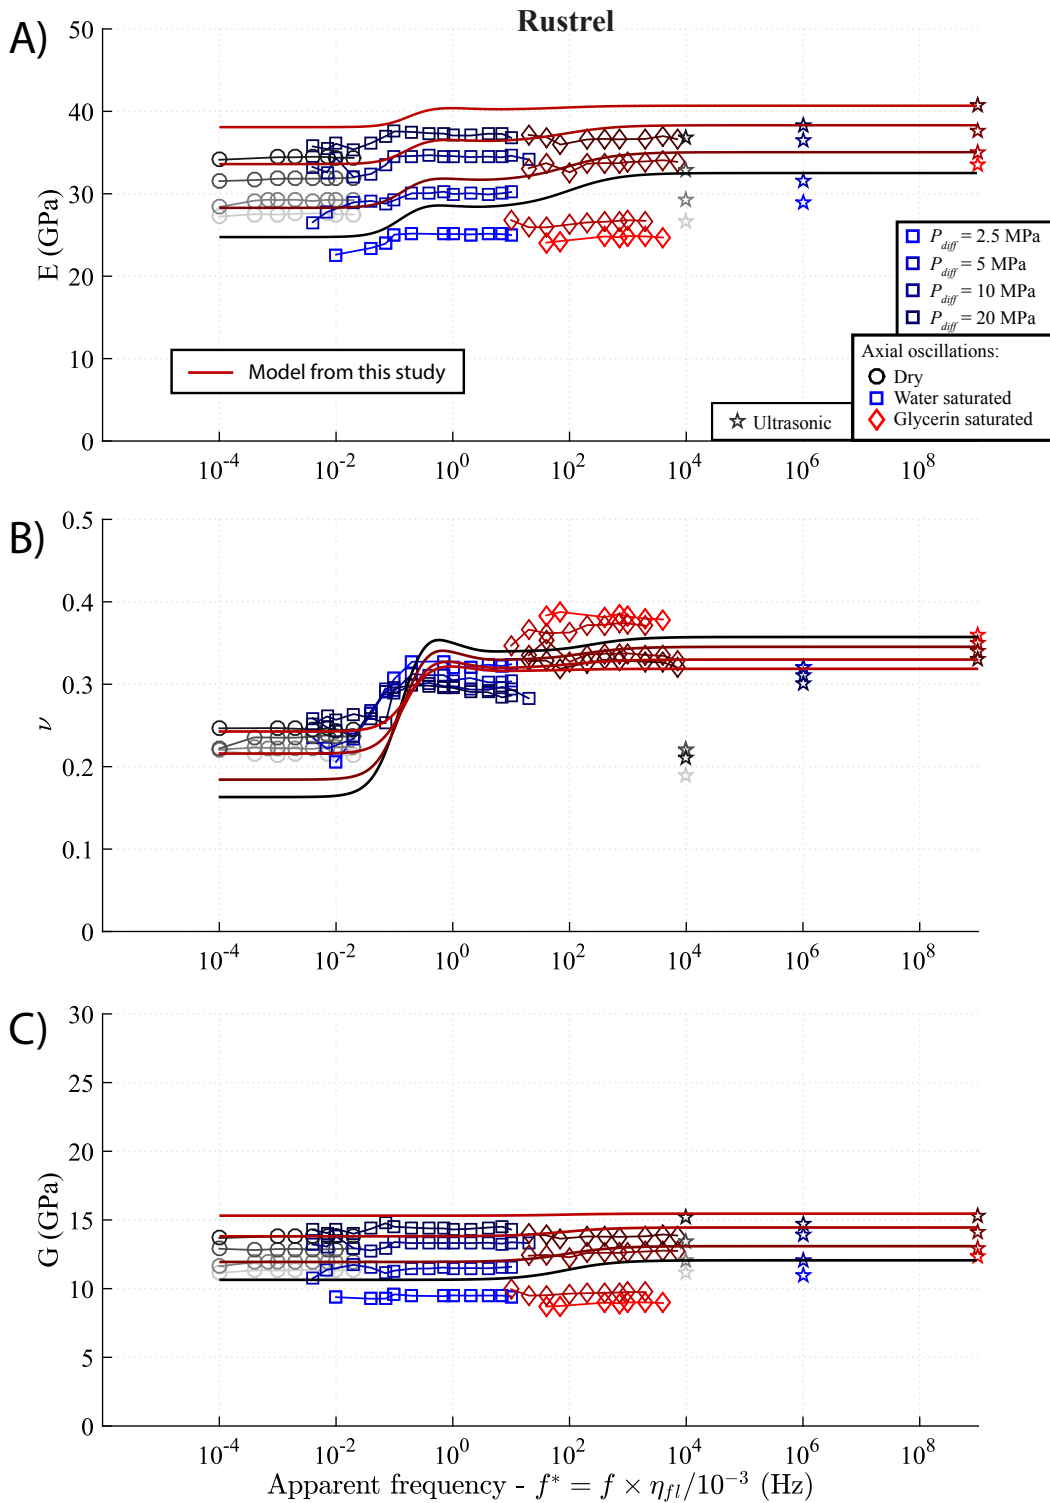 Rustrel
A)
50
40
30
20
10
0
E (GPa)
P_diff = 2.5 MPa
P_diff = 5 MPa
P_diff = 10 MPa
P_diff = 20 MPa
Model from this study
Axial oscillations:
Dry
Water saturated
Glycerin saturated
Ultrasonic
10^-4 10^-2 10^0 10^2 10^4 10^6 10^8
B)
0.5
0.4
0.3
0.2
0.1
0
ν
10^-4 10^-2 10^0 10^2 10^4 10^6 10^8
C)
30
25
20
15
10
5
0
G (GPa)
10^-4 10^-2 10^0 10^2 10^4 10^6 10^8
Apparent frequency - f* = f × η_fl/10^−3 (Hz)